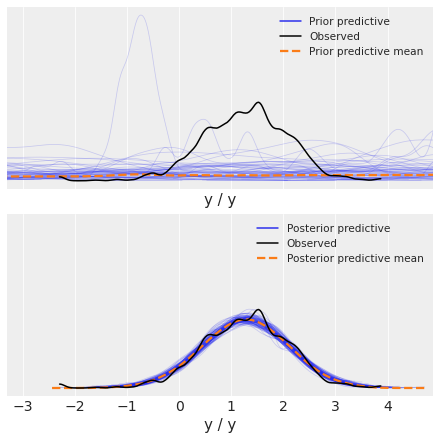 Prior predictive
Observed
Prior predictive mean
y / y
Posterior predictive
Observed
Posterior predictive mean
−3 −2 −1 0 1 2 3 4
y / y